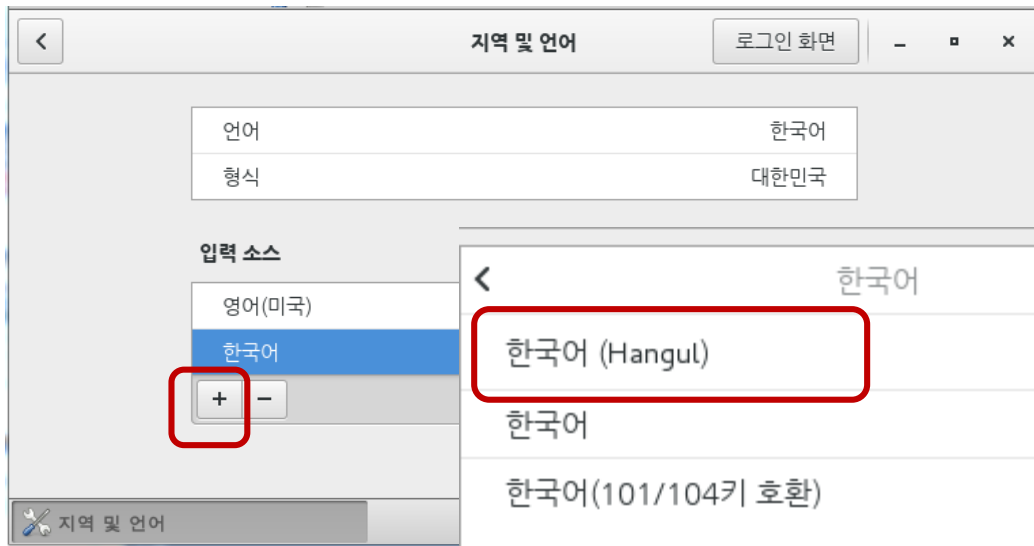 지역 및 언어
로그인 화면
언어 한국어
형식 대한민국
입력 소스
영어(미국)
한국어
+ -
한국어
한국어 (Hangul)
한국어
한국어(101/104키 호환)
지역 및 언어